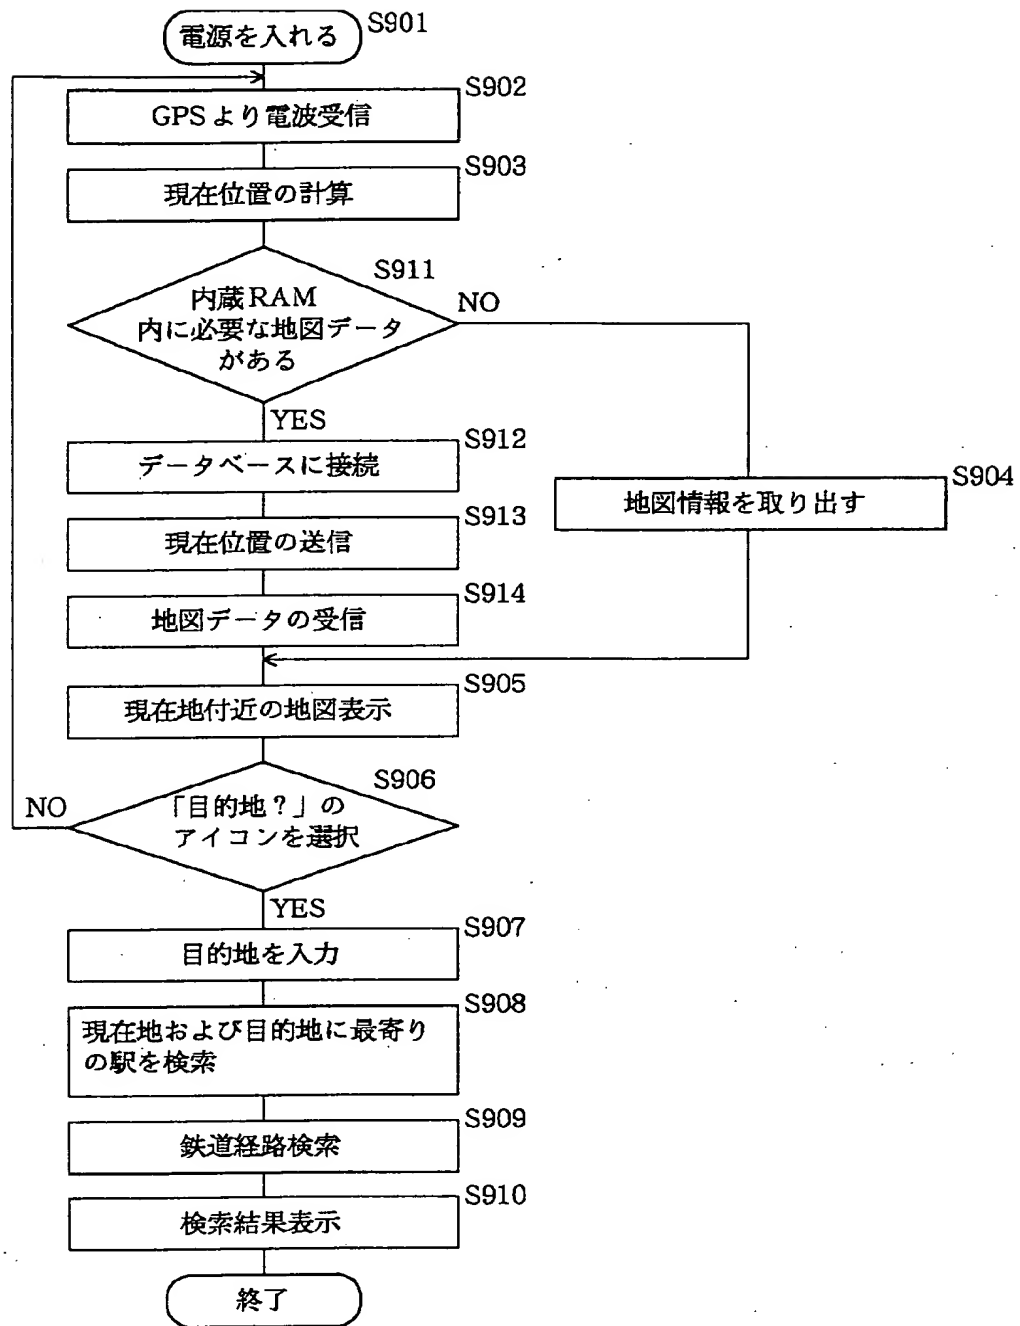 電源を入れる
S901
S902
GPSより電波受信
S903
現在位置の計算
S911
内蔵RAM
内に必要な地図データ
がある
NO
YES
S912
データベースに接続
S904
地図情報を取り出す
S913
現在位置の送信
S914
地図データの受信
S905
現在地付近の地図表示
S906
「目的地?」の
アイコンを選択
NO
YES
S907
目的地を入力
S908
現在地および目的地に最寄り
の駅を検索
S909
鉄道経路検索
S910
検索結果表示
終了